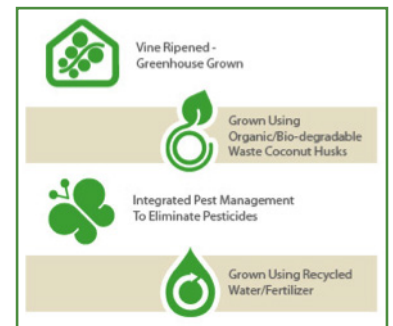 Vine Ripened -
Greenhouse Grown
Grown Using
Organic/Bio-degradable
Waste Coconut Husks
Integrated Pest Management
To Eliminate Pesticides
Grown Using Recycled
Water/Fertilizer